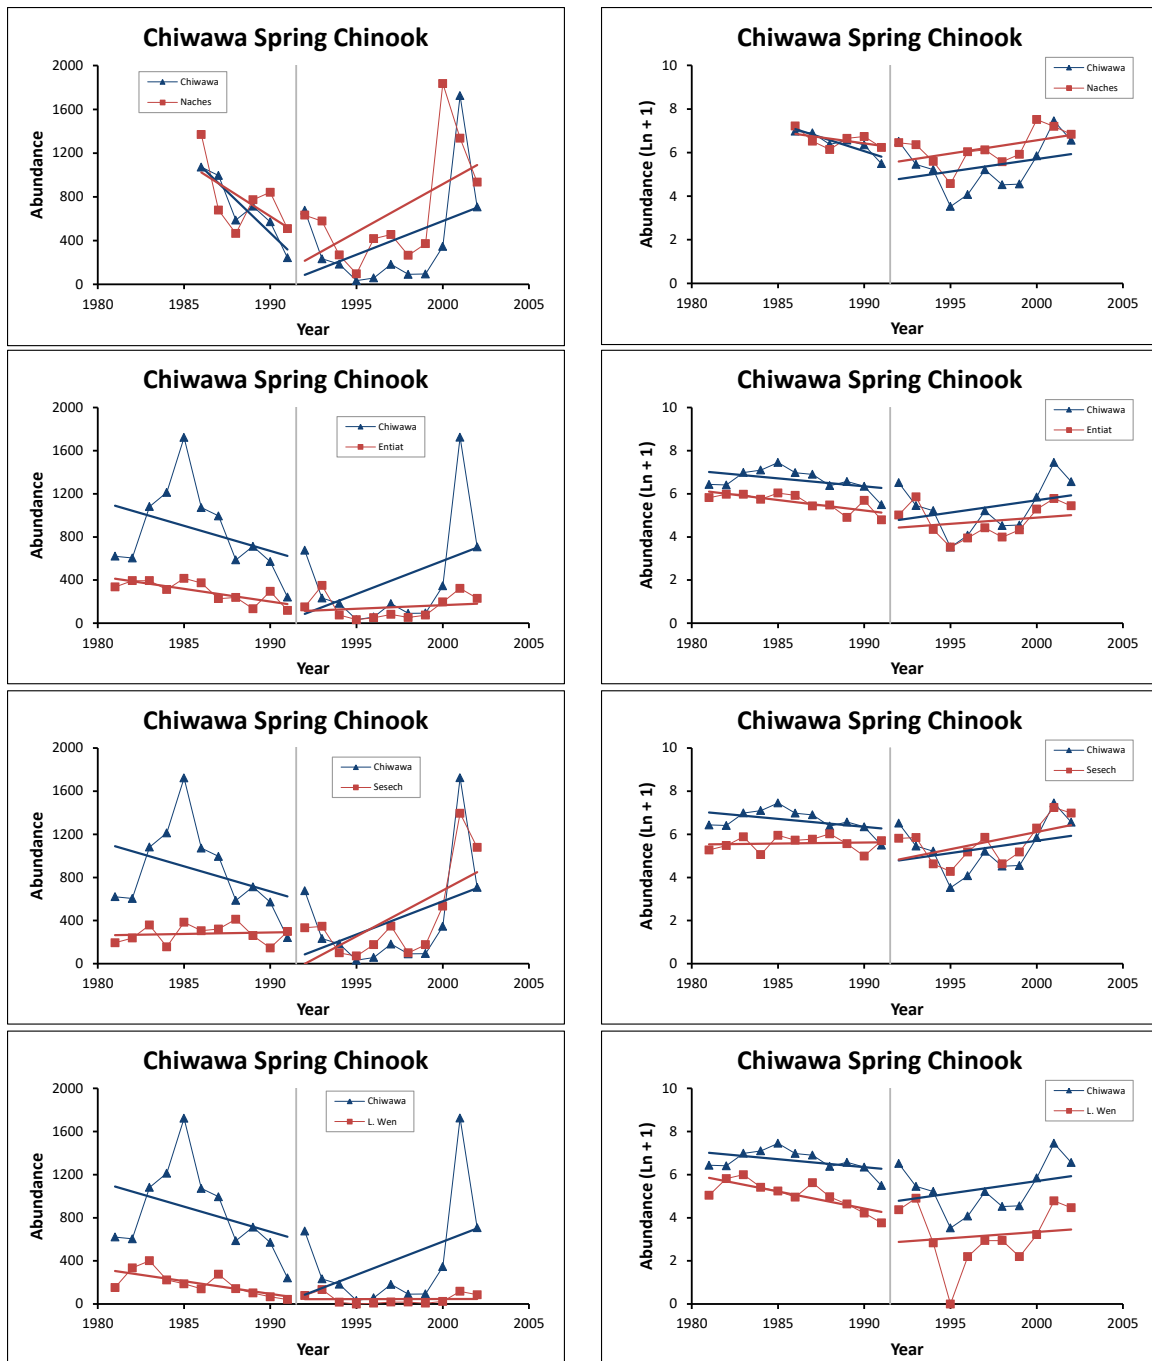 Chiwawa Spring Chinook
Abundance
2000
1600
1200
800
400
0
Chiwawa
Naches
1980 1985 1990 1995 2000 2005
Year
Chiwawa Spring Chinook
Abundance (Ln + 1)
10
8
6
4
2
0
Chiwawa
Naches
1980 1985 1990 1995 2000 2005
Year
Chiwawa Spring Chinook
Abundance
2000
1600
1200
800
400
0
Chiwawa
Entiat
1980 1985 1990 1995 2000 2005
Year
Chiwawa Spring Chinook
Abundance (Ln + 1)
10
8
6
4
2
0
Chiwawa
Entiat
1980 1985 1990 1995 2000 2005
Year
Chiwawa Spring Chinook
Abundance
2000
1600
1200
800
400
0
Chiwawa
Sesech
1980 1985 1990 1995 2000 2005
Year
Chiwawa Spring Chinook
Abundance (Ln + 1)
10
8
6
4
2
0
Chiwawa
Sesech
1980 1985 1990 1995 2000 2005
Year
Chiwawa Spring Chinook
Abundance
2000
1600
1200
800
400
0
Chiwawa
L. Wen
1980 1985 1990 1995 2000 2005
Year
Chiwawa Spring Chinook
Abundance (Ln + 1)
10
8
6
4
2
0
Chiwawa
L. Wen
1980 1985 1990 1995 2000 2005
Year